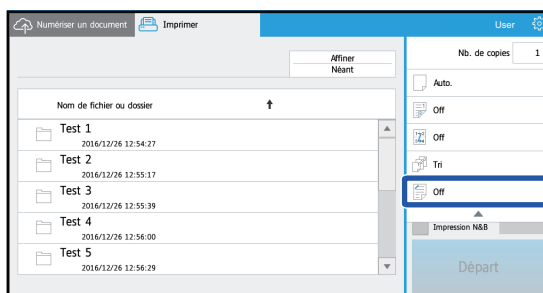 Numériser un document
Imprimer
User
Affiner
Néant
Nb. de copies 1
Nom de fichier ou dossier
Auto.
Test 1
2016/12/26 12:54:27
Off
Test 2
2016/12/26 12:55:17
Off
Test 3
2016/12/26 12:55:39
Tri
Test 4
2016/12/26 12:56:00
Off
Test 5
2016/12/26 12:56:29
Impression N&B
Départ